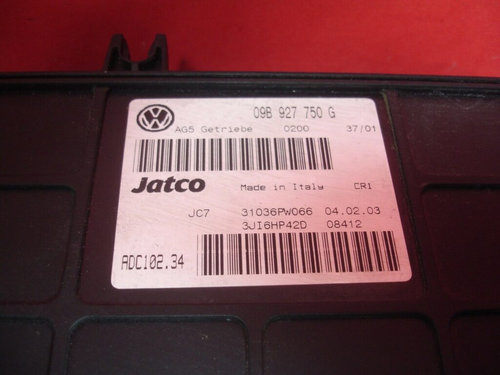 09B 927 750 G
AG5 Getriebe 0200 37/01
Jatco Made in Italy CR1
JC7 31036PW066 04.02.03
3JI6HP42D 08412
ADC102.34